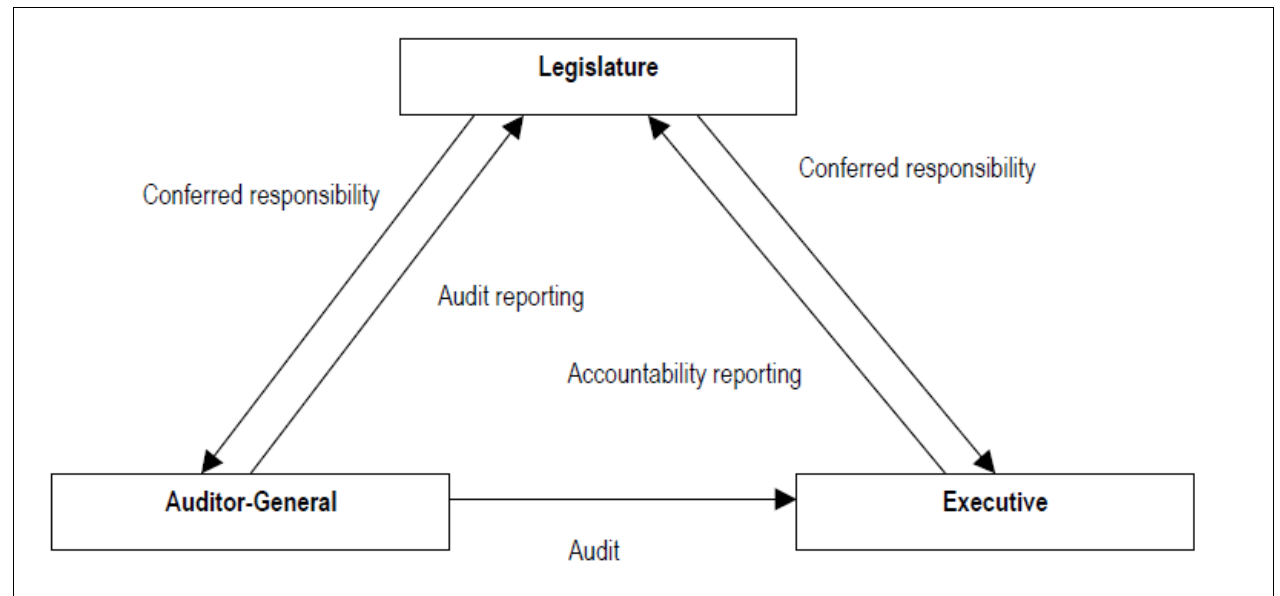 Legislature
Conferred responsibility
Conferred responsibility
Audit reporting
Accountability reporting
Auditor-General
Executive
Audit